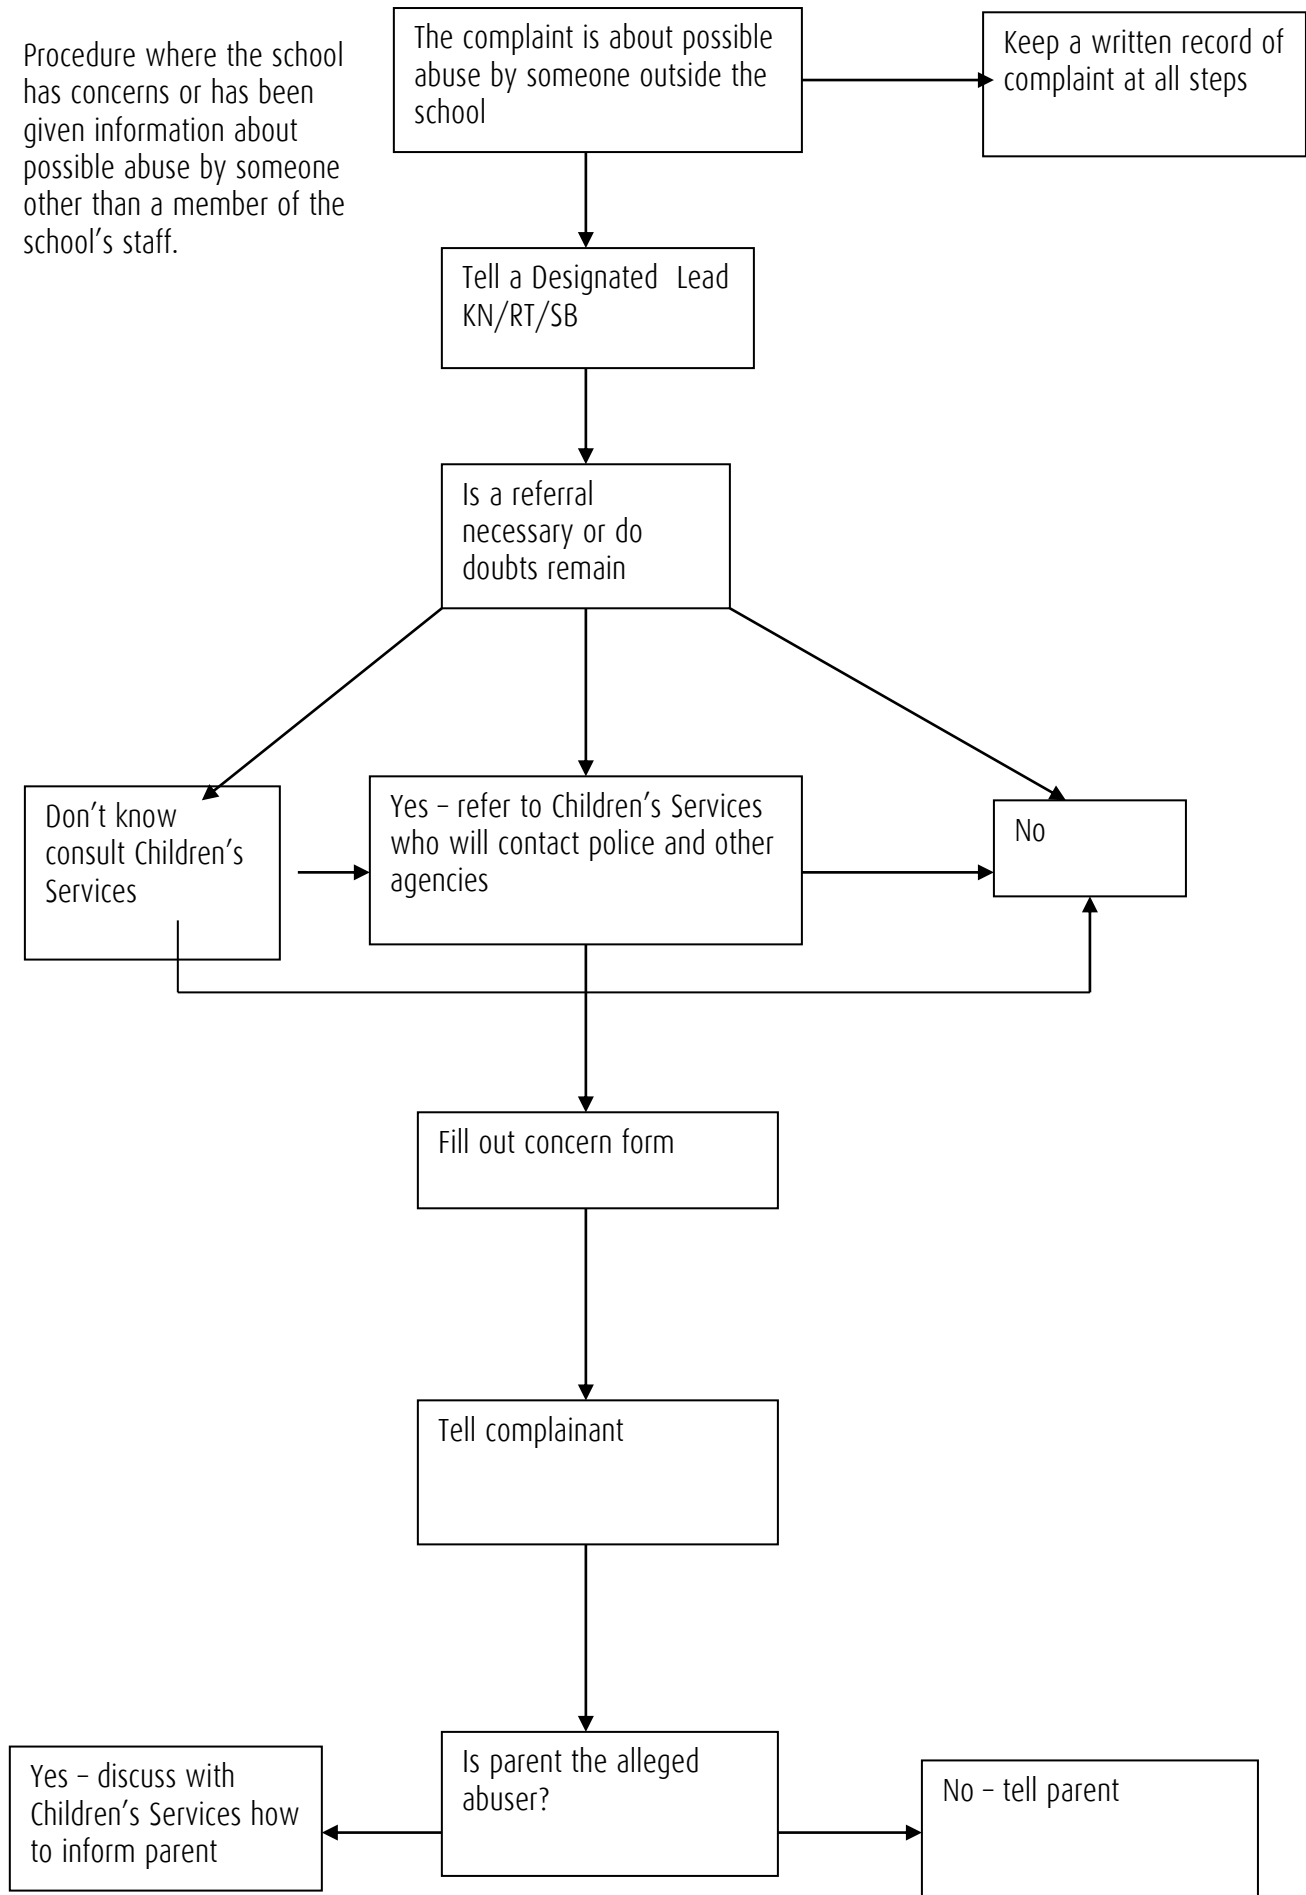 Procedure where the school
has concerns or has been
given information about
possible abuse by someone
other than a member of the
school's staff.
The complaint is about possible
abuse by someone outside the
school
Keep a written record of
complaint at all steps
Tell a Designated  Lead
KN/RT/SB
Is a referral
necessary or do
doubts remain
Don't know
consult Children's
Services
Yes – refer to Children's Services
who will contact police and other
agencies
No
Fill out concern form
Tell complainant
Yes – discuss with
Children's Services how
to inform parent
Is parent the alleged
abuser?
No – tell parent